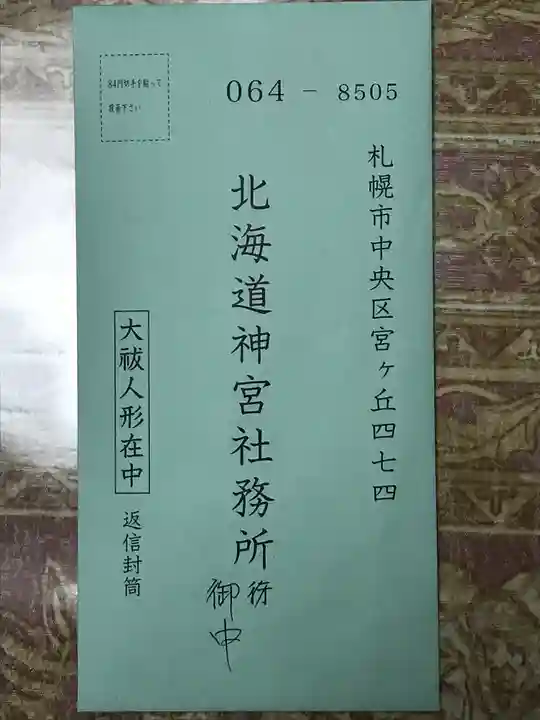 064-8505
札幌市中央区宮ヶ丘四七四
北海道神宮社務所 行
御中
84円切手を貼って
投函下さい
大祓人形在中
返信封筒